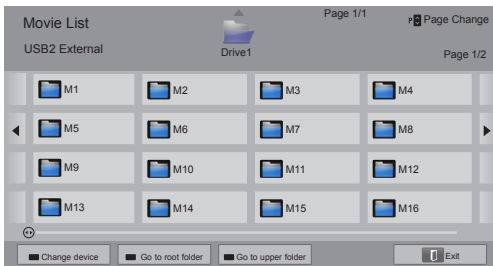 Movie List
Page 1/1
P Page Change
USB2 External
Drive1
Page 1/2
M1 M2 M3 M4
M5 M6 M7 M8
M9 M10 M11 M12
M13 M14 M15 M16
Change device Go to root folder Go to upper folder Exit